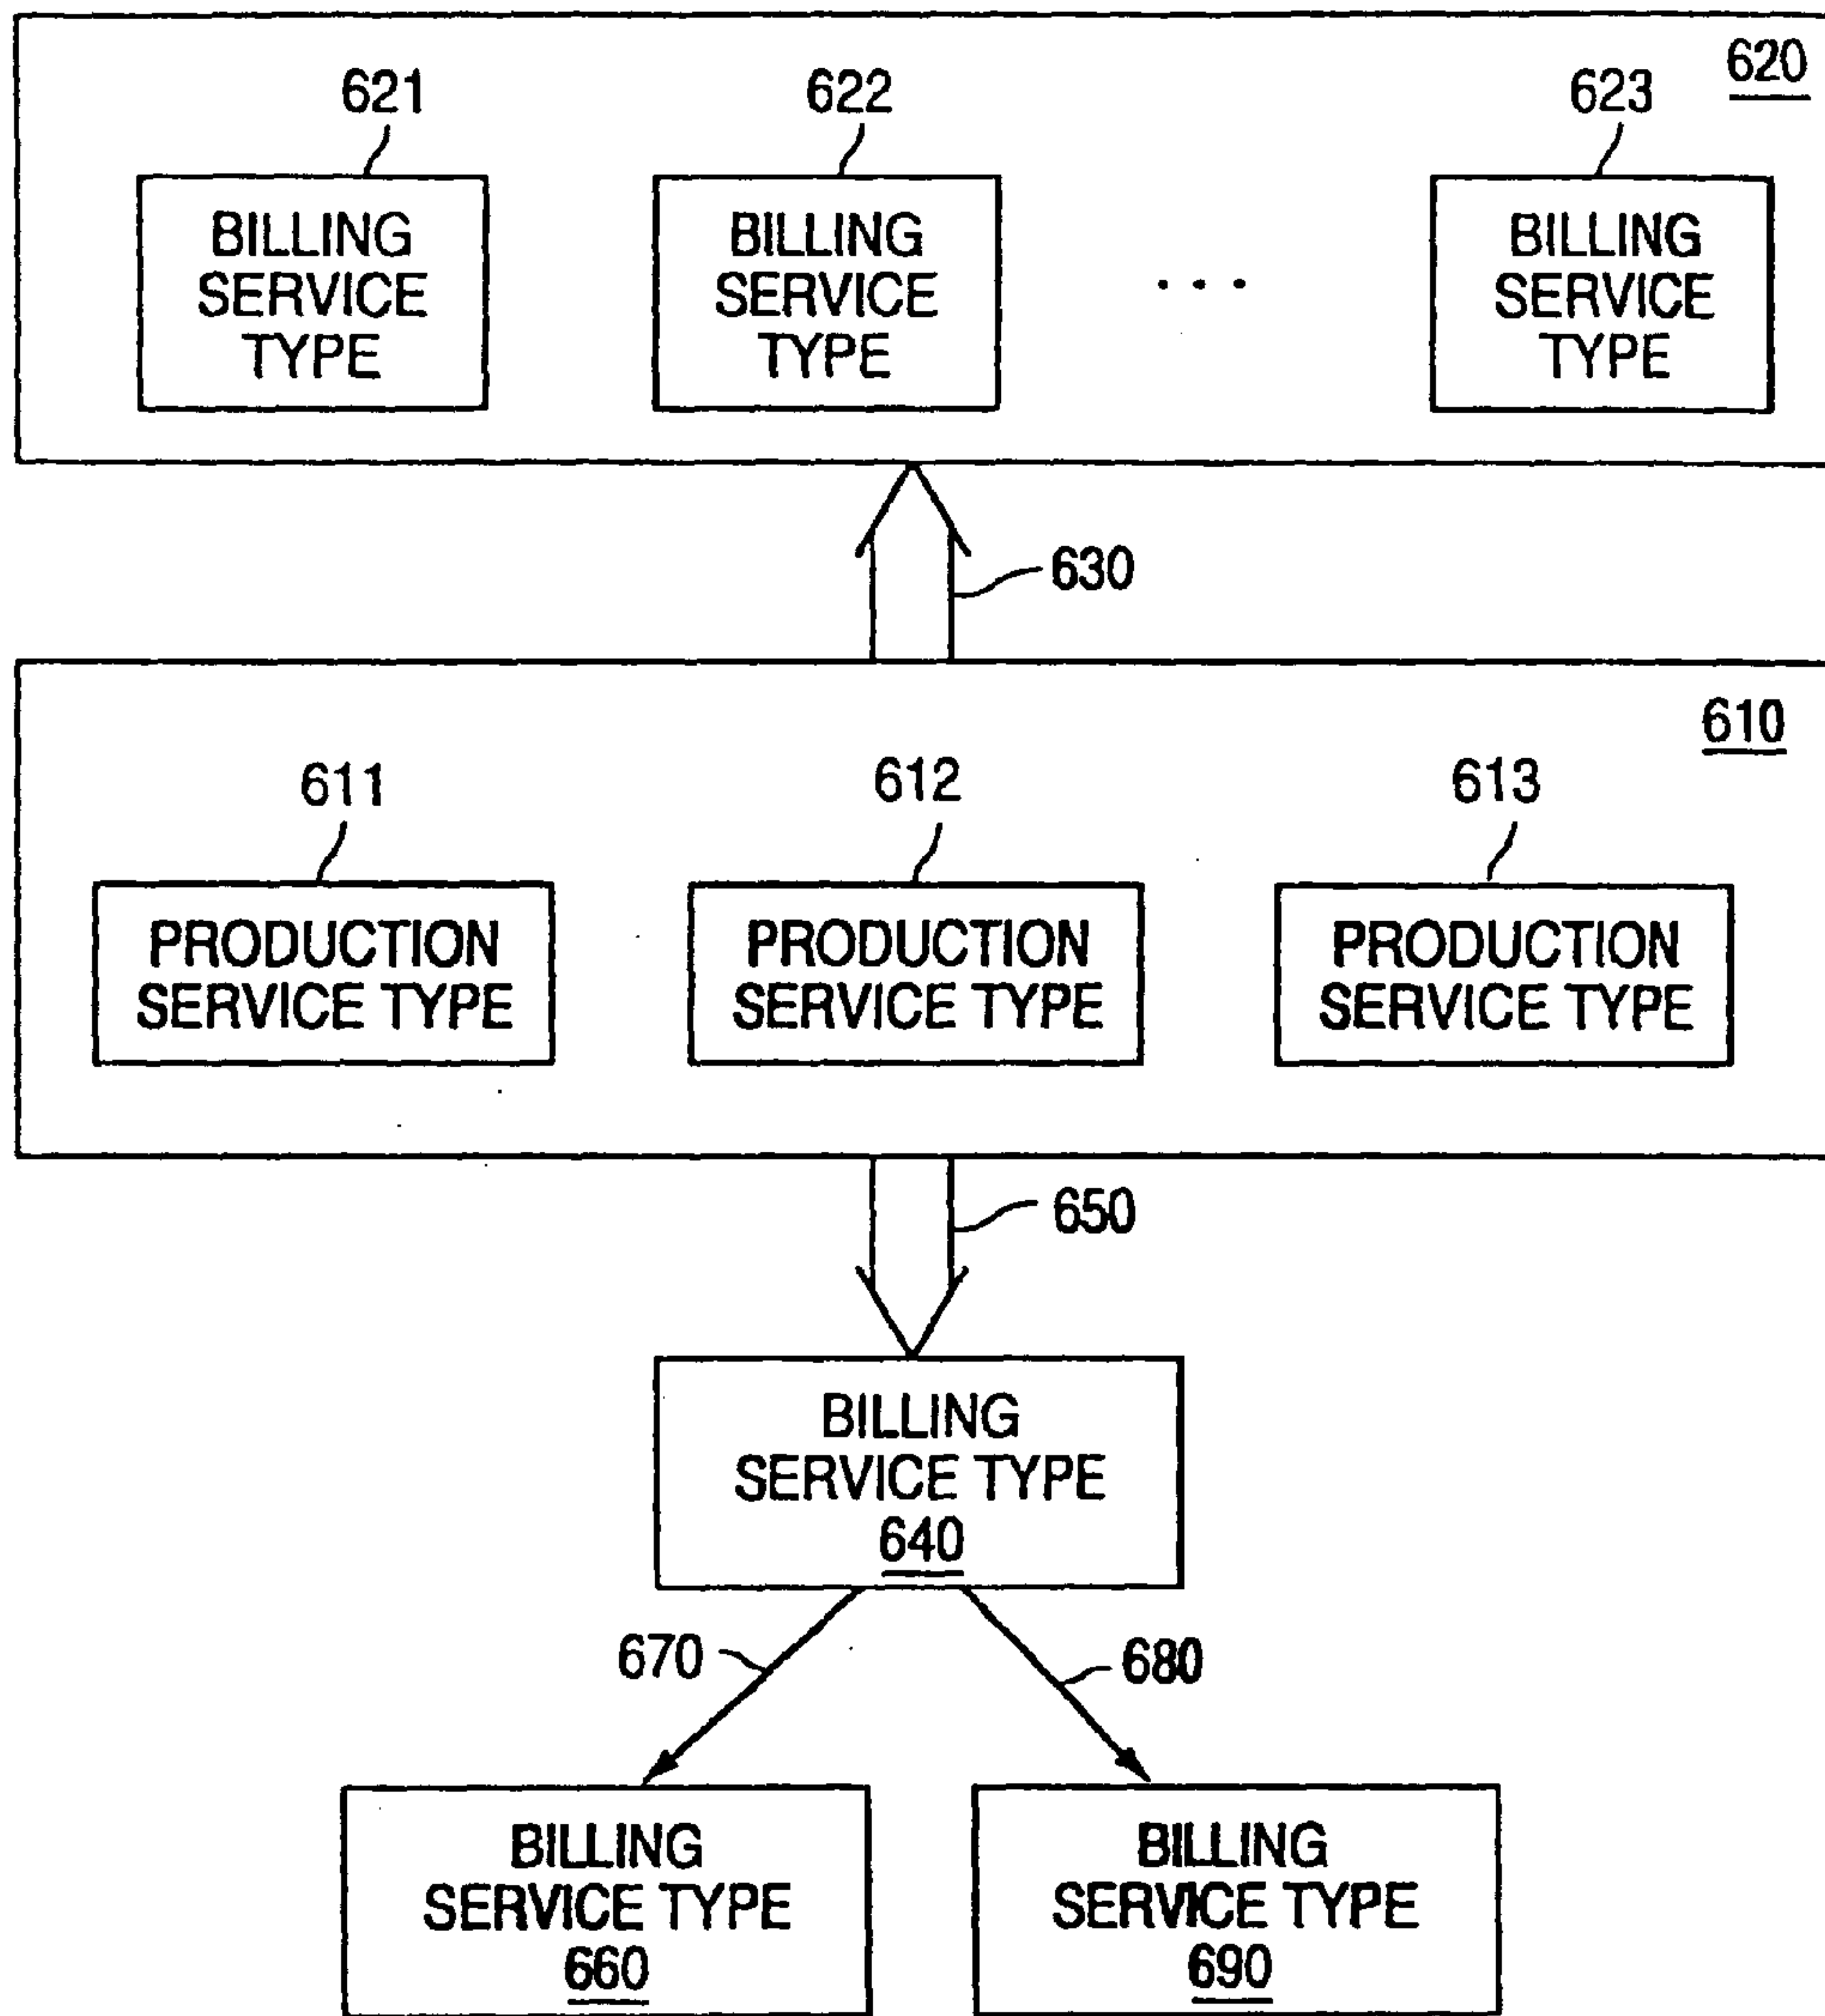 620
621 622 623
BILLING BILLING BILLING
SERVICE SERVICE . . . SERVICE
TYPE TYPE TYPE
630
610
611 612 613
PRODUCTION PRODUCTION PRODUCTION
SERVICE TYPE SERVICE TYPE SERVICE TYPE
650
BILLING
SERVICE TYPE
640
670 680
BILLING BILLING
SERVICE TYPE SERVICE TYPE
660 690